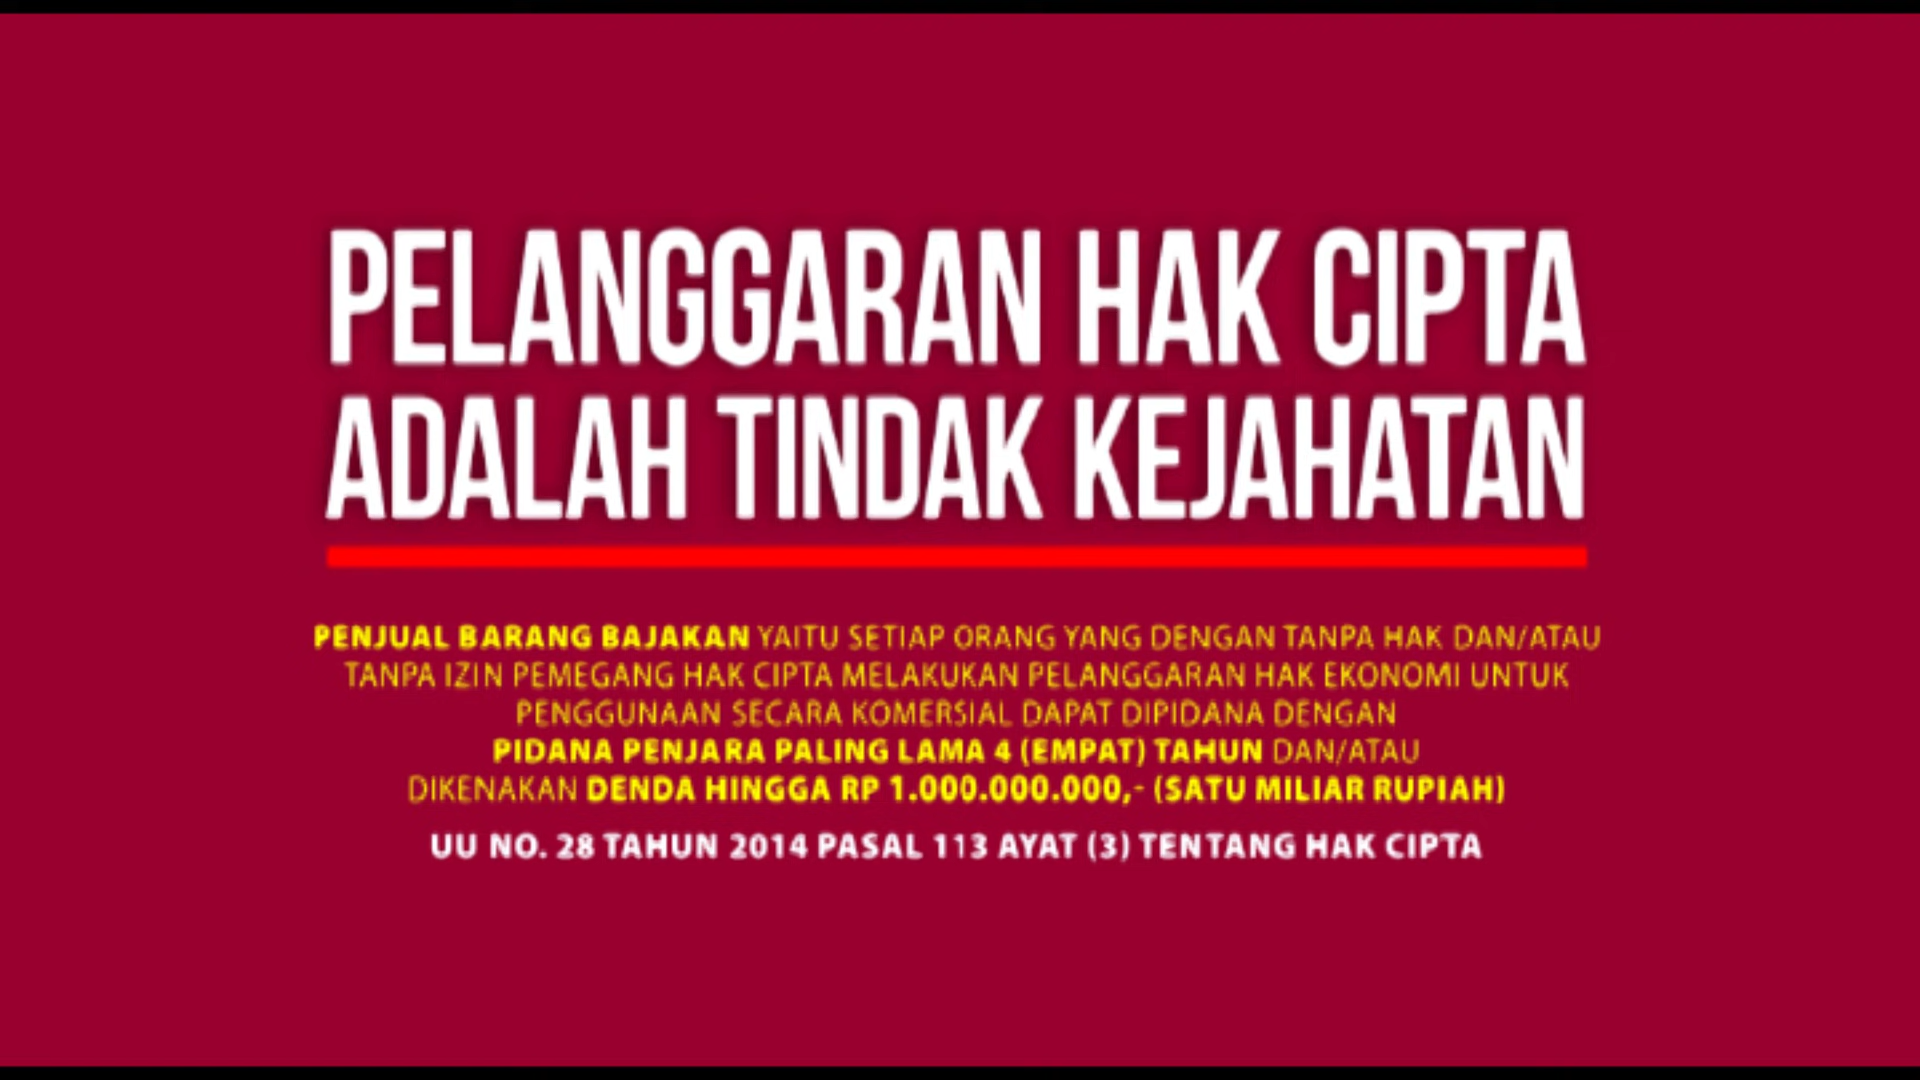 PELANGGARAN HAK CIPTA
ADALAH TINDAK KEJAHATAN
PENJUAL BARANG BAJAKAN YAITU SETIAP ORANG YANG DENGAN TANPA HAK DAN/ATAU
TANPA IZIN PEMEGANG HAK CIPTA MELAKUKAN PELANGGARAN HAK EKONOMI UNTUK
PENGGUNAAN SECARA KOMERSIAL DAPAT DIPIDANA DENGAN
PIDANA PENJARA PALING LAMA 4 (EMPAT) TAHUN DAN/ATAU
DIKENAKAN DENDA HINGGA RP 1.000.000.000,- (SATU MILIAR RUPIAH)
UU NO. 28 TAHUN 2014 PASAL 113 AYAT (3) TENTANG HAK CIPTA